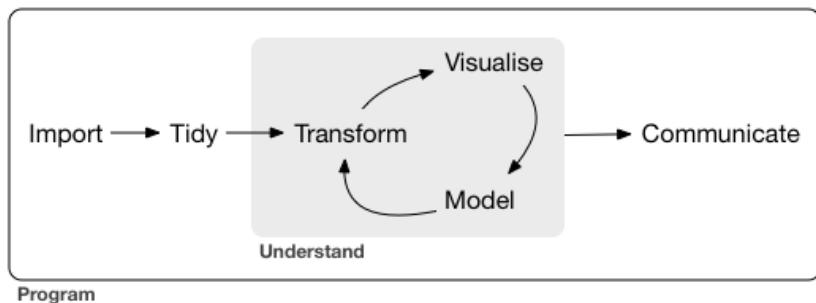 Visualise
Import
Tidy
Transform
Communicate
Model
Understand
Program